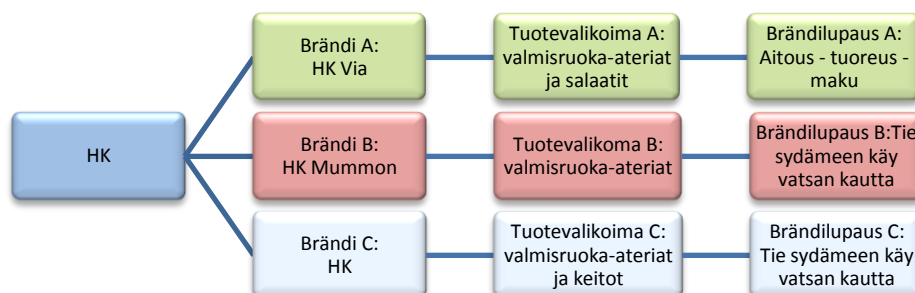 HK
Brändi A:
HK Via
Tuotevalikoima A:
valmisruoka-ateriat
ja salaatit
Brändilupaus A:
Aitous - tuoreus -
maku
Brändi B:
HK Mummon
Tuotevalikoma B:
valmisruoka-ateriat
Brändilupaus B:Tie
sydämeen käy
vatsan kautta
Brändi C:
HK
Tuotevalikoima C:
valmisruoka-ateriat
ja keitot
Brändilupaus C:
Tie sydämeen käy
vatsan kautta